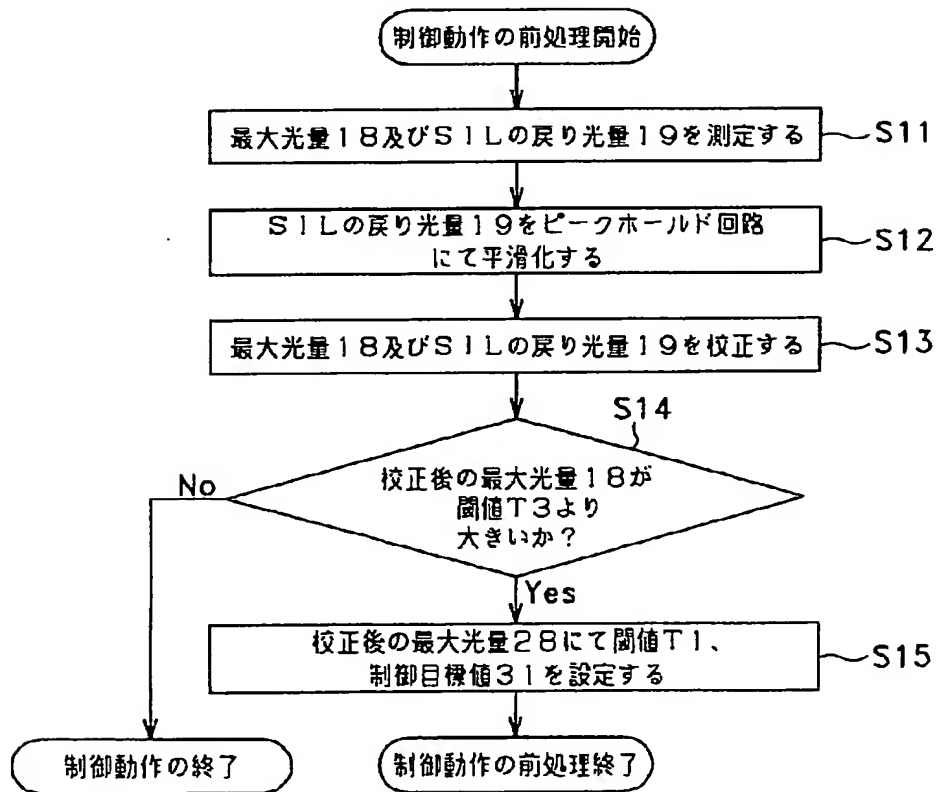 制御動作の前処理開始
最大光量18及びSILの戻り光量19を測定する
S11
SILの戻り光量19をピークホールド回路
にて平滑化する
S12
最大光量18及びSILの戻り光量19を校正する
S13
S14
校正後の最大光量18が
閾値T3より
大きいか？
No
Yes
校正後の最大光量28にて閾値T1、
制御目標値31を設定する
S15
制御動作の終了
制御動作の前処理終了